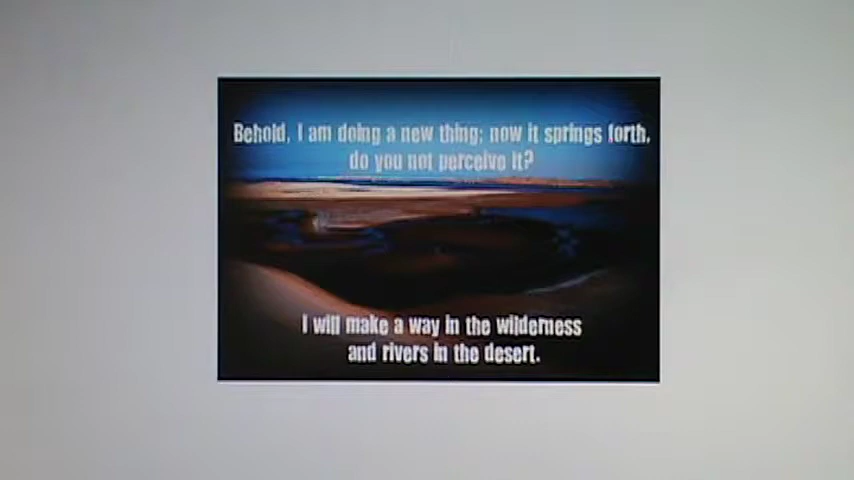 Behold, I am doing a new thing; now it springs forth,
do you not perceive it?
I will make a way in the wilderness
and rivers in the desert.